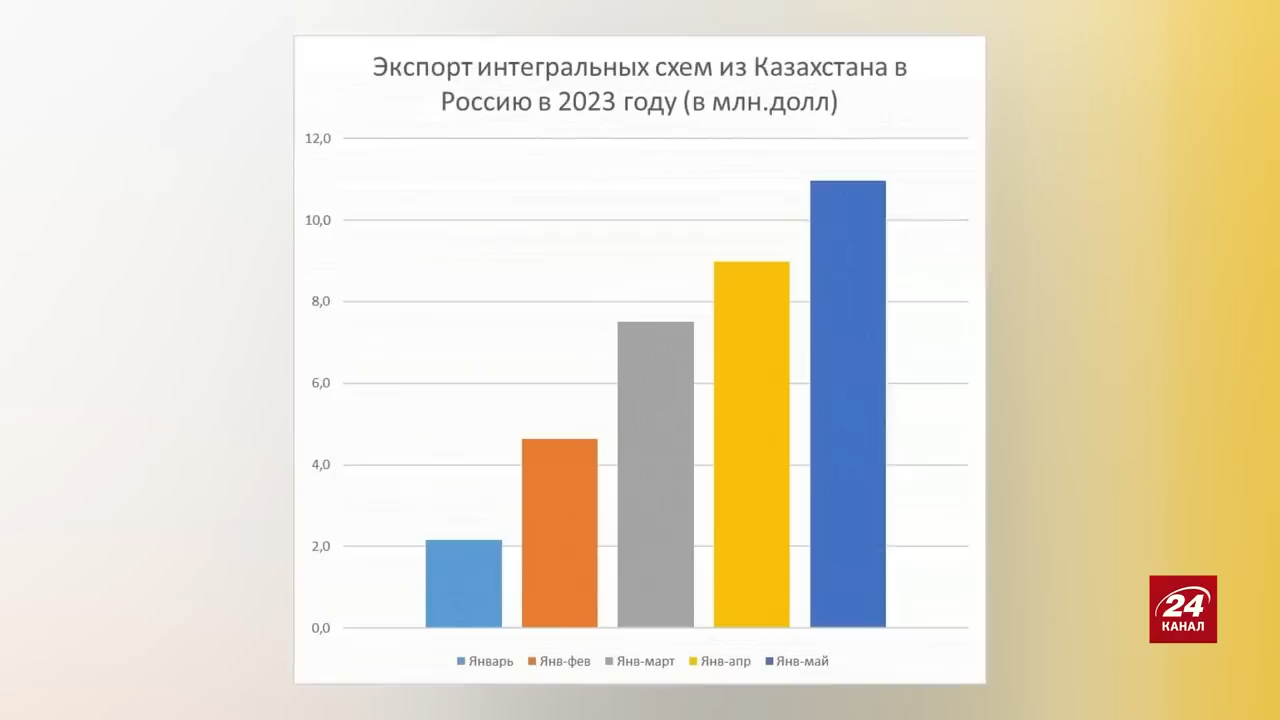 Экспорт интегральных схем из Казахстана в
Россию в 2023 году (в млн.долл)
12,0
10,0
8,0
6,0
4,0
2,0
0,0
Январь Янв-фев Янв-март Янв-апр Янв-май
24
КАНАЛ